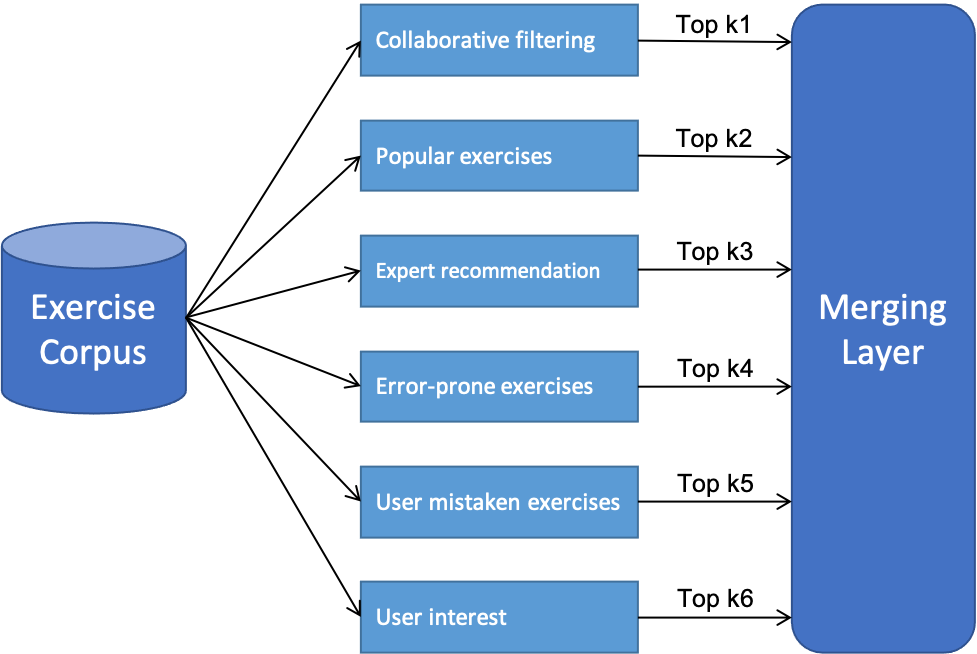 Exercise
Corpus
Collaborative filtering
Popular exercises
Expert recommendation
Error-prone exercises
User mistaken exercises
User interest
Top k1
Top k2
Top k3
Top k4
Top k5
Top k6
Merging
Layer